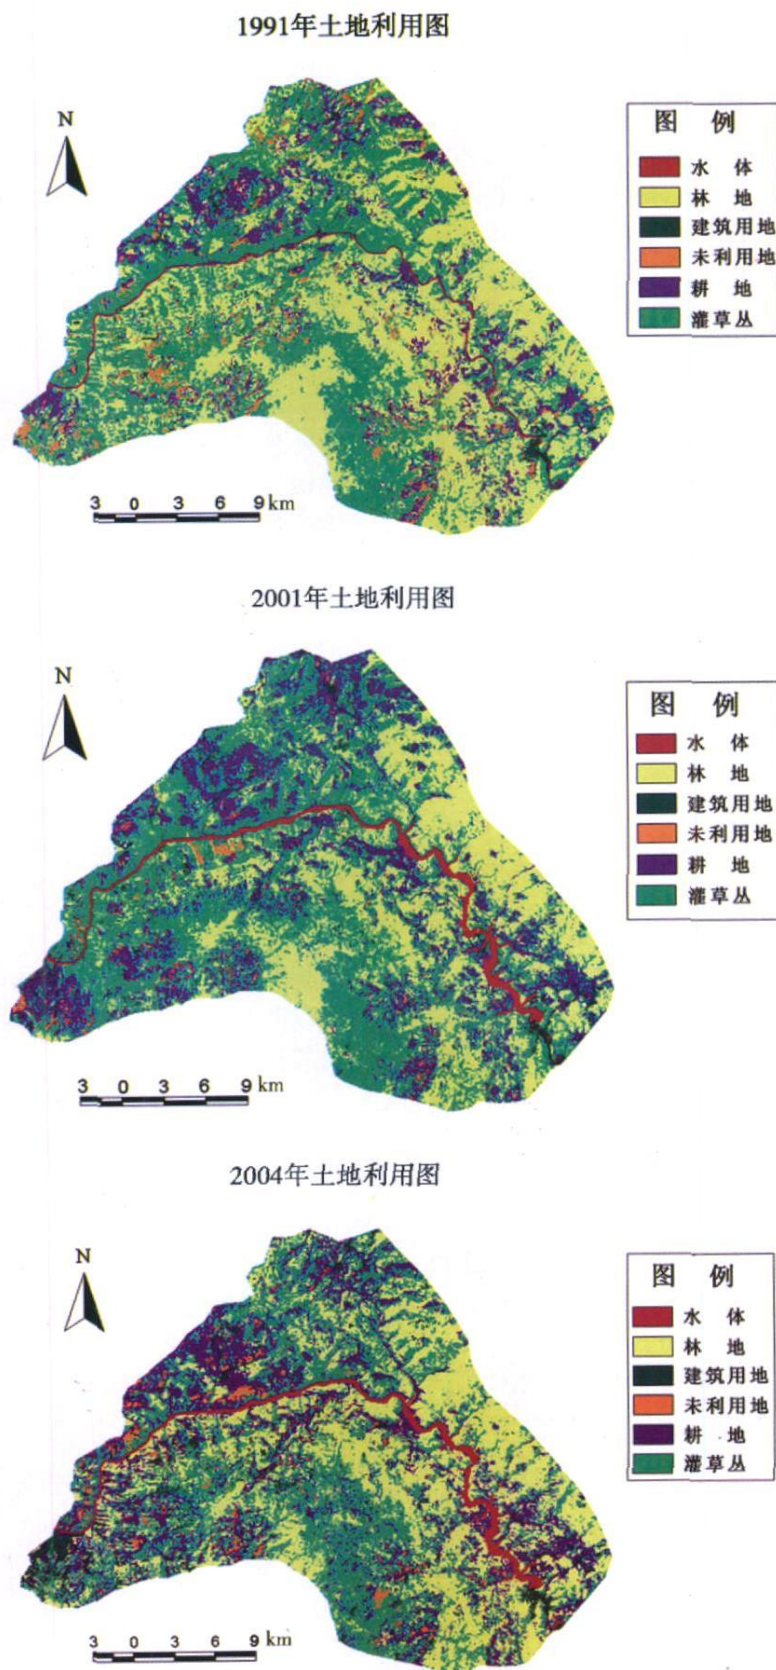 1991年土地利用图
N
图 例
水 体
林 地
建筑用地
未利用地
耕 地
灌草丛
3 0 3 6 9 km
2001年土地利用图
N
图 例
水 体
林 地
建筑用地
未利用地
耕 地
灌草丛
3 0 3 6 9 km
2004年土地利用图
N
图 例
水 体
林 地
建筑用地
未利用地
耕 地
灌草丛
3 0 3 6 9 km